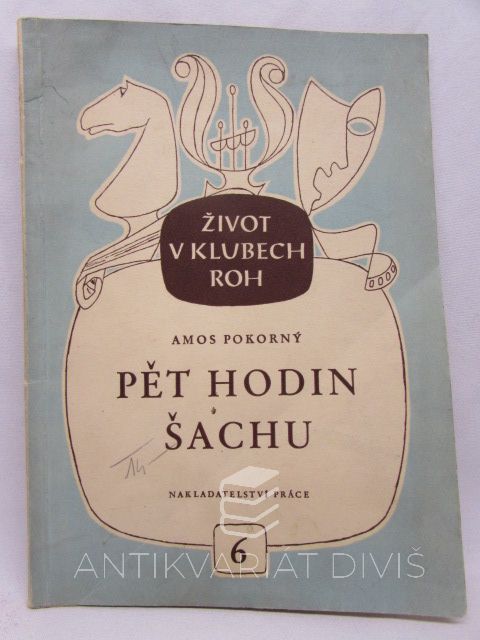 ŽIVOT
V KLUBECH
ROH
AMOS POKORNÝ
PĚT HODIN
ŠACHU
NAKLADATELSTVÍ PRÁCE
6
ANTIKVARIÁT DIVIŠ